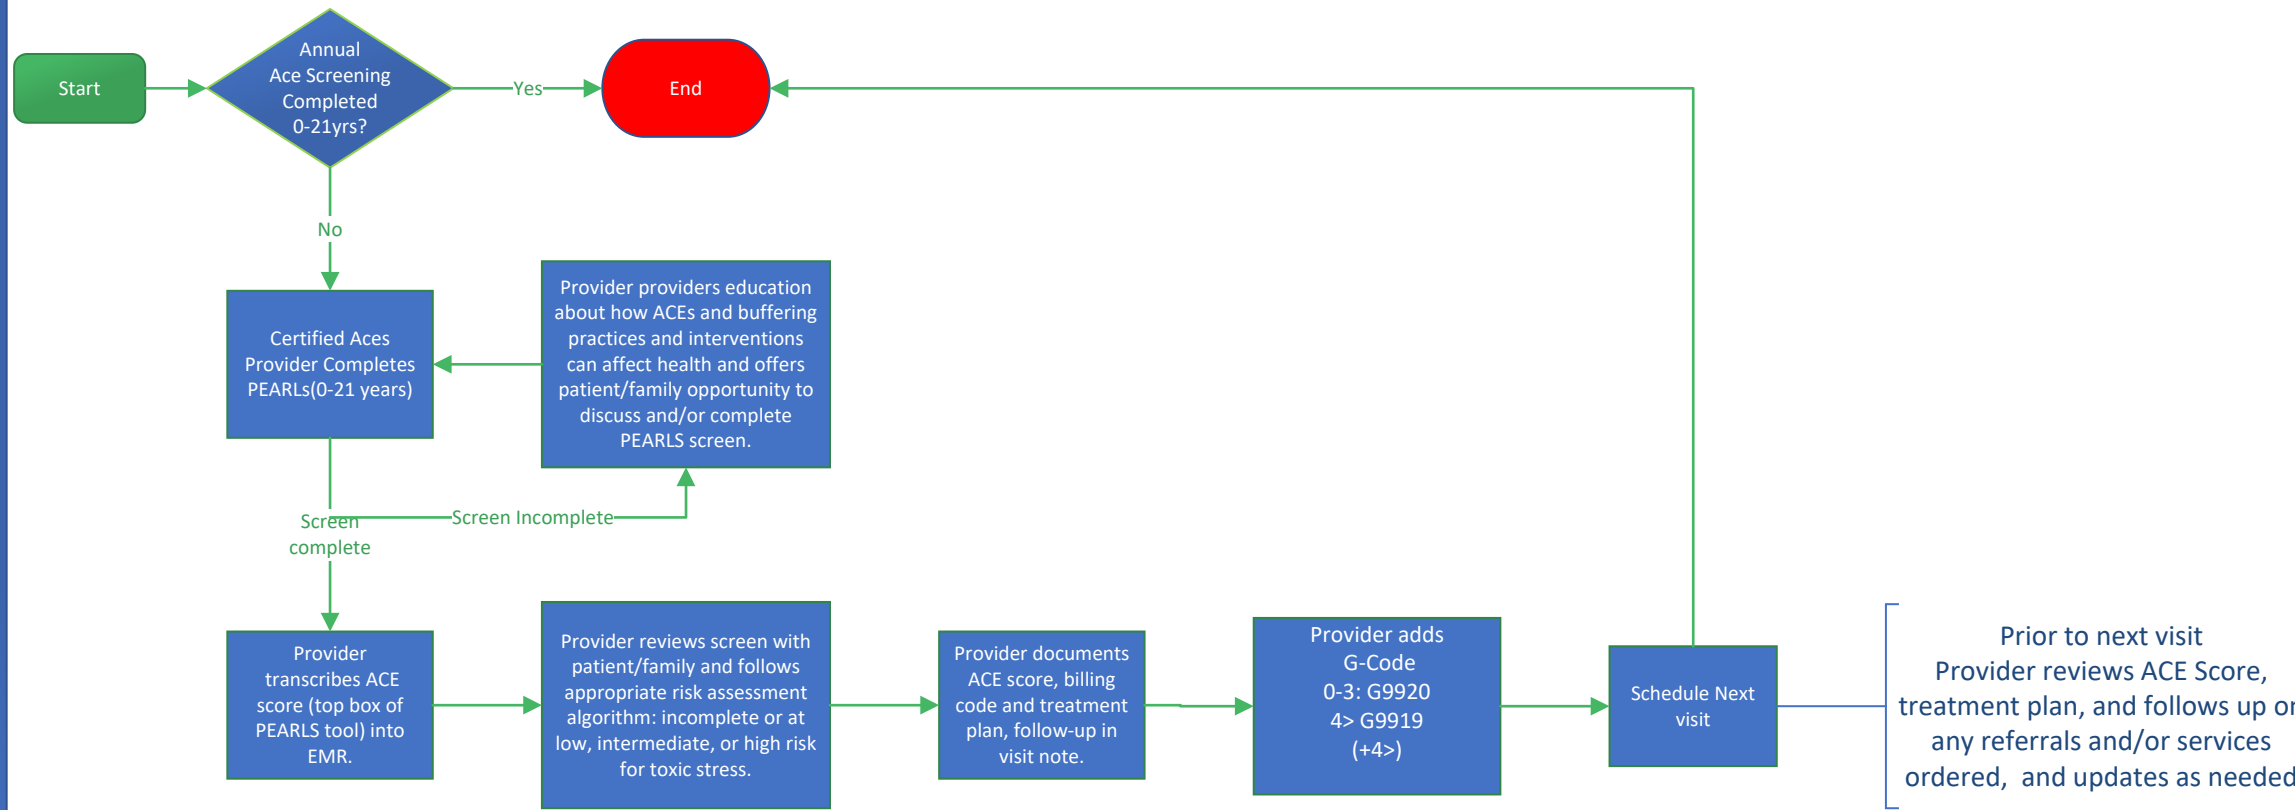 Start
Annual
Ace Screening
Completed
0-21yrs?
Yes
End
No
Certified Aces
Provider Completes
PEARLs(0-21 years)
Provider providers education
about how ACEs and buffering
practices and interventions
can affect health and offers
patient/family opportunity to
discuss and/or complete
PEARLS screen.
Screen
complete
Screen Incomplete
Provider
transcribes ACE
score (top box of
PEARLS tool) into
EMR.
Provider reviews screen with
patient/family and follows
appropriate risk assessment
algorithm: incomplete or at
low, intermediate, or high risk
for toxic stress.
Provider documents
ACE score, billing
code and treatment
plan, follow-up in
visit note.
Provider adds
G-Code
0-3: G9920
4> G9919
(+4>)
Schedule Next
visit
Prior to next visit
Provider reviews ACE Score,
treatment plan, and follows up on
any referrals and/or services
ordered, and updates as needed